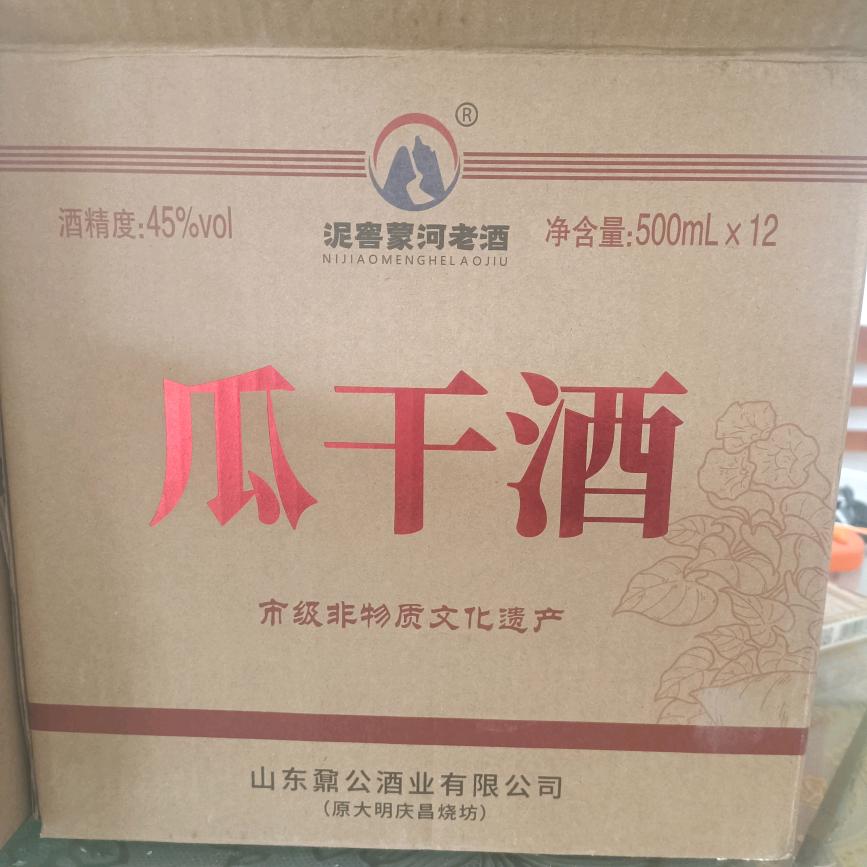 ®
酒精度:45%vol
泥窖蒙河老酒
NIJIAOMENGHELAOJIU
净含量:500mL x 12
瓜干酒
市级非物质文化遗产
山东鼐公酒业有限公司
(原大明庆昌烧坊)